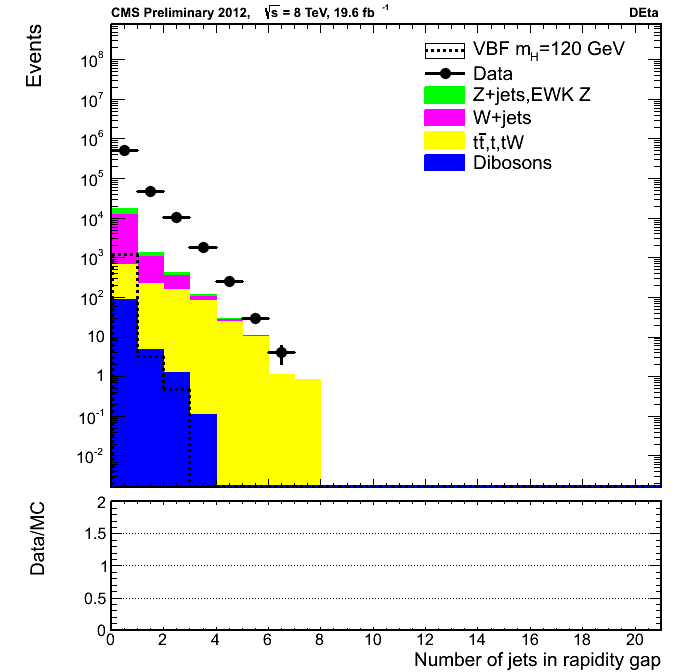 CMS Preliminary 2012, √s = 8 TeV, 19.6 fb⁻¹ DEta
Events
10⁸
10⁷
10⁶
10⁵
10⁴
10³
10²
10
1
10⁻¹
10⁻²
VBF m_H=120 GeV
Data
Z+jets,EWK Z
W+jets
tt̅,t,tW
Dibosons
Data/MC
2
1.5
1
0.5
0
0 2 4 6 8 10 12 14 16 18 20
Number of jets in rapidity gap